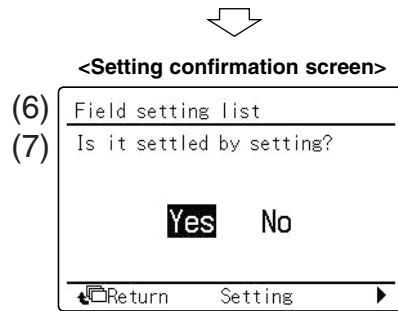 <Setting confirmation screen>
(6) Field setting list
(7) Is it settled by setting?
Yes No
Return Setting